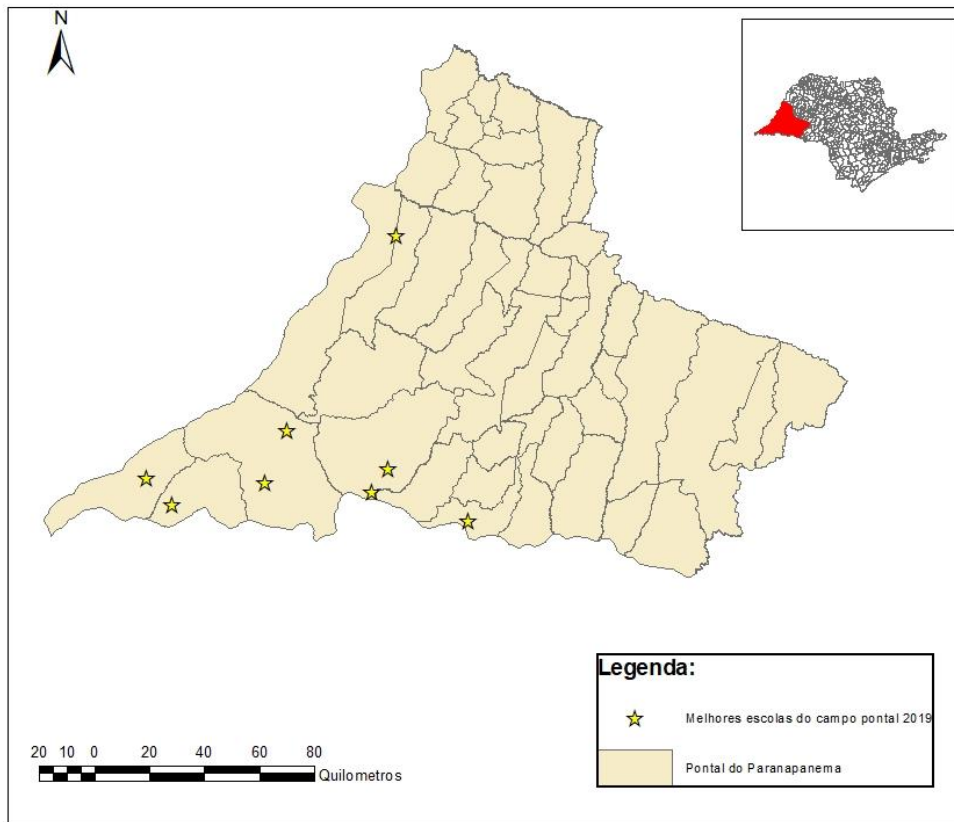 N
Legenda:
Melhores escolas do campo pontal 2019
Pontal do Paranapanema
20 10 0 20 40 60 80
Quilometros